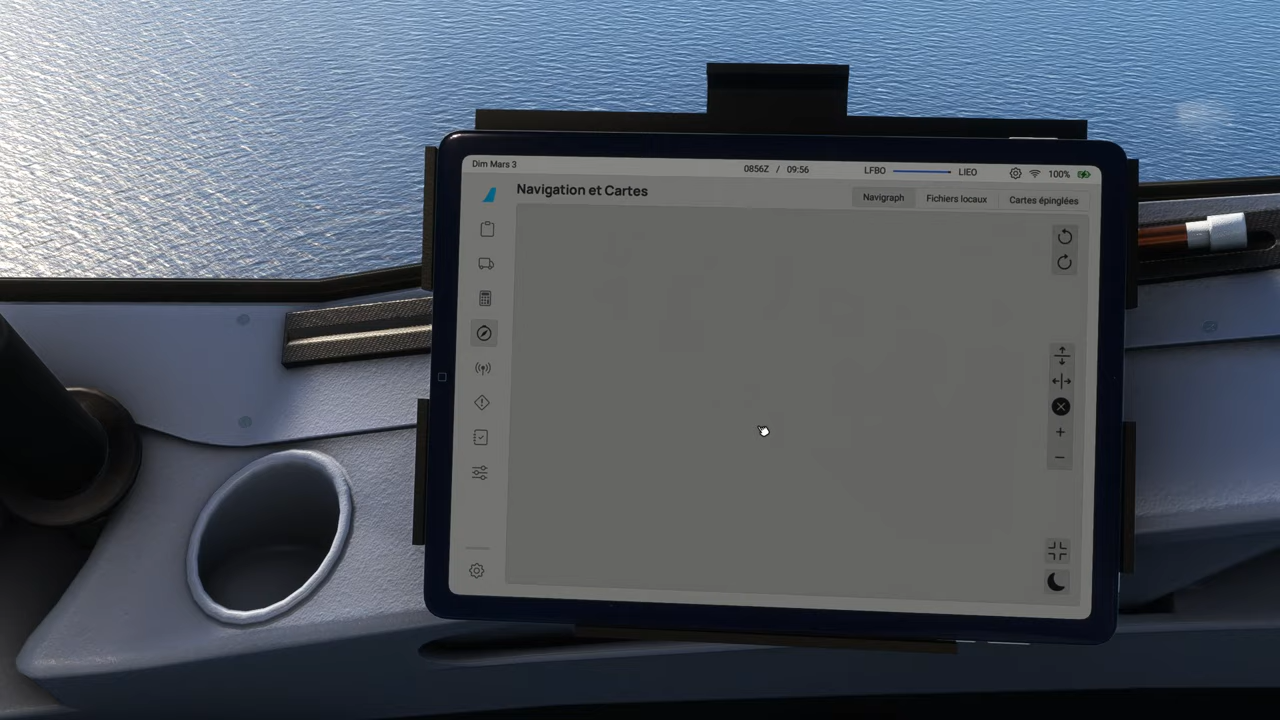 Dim Mars 3
0856Z / 09:56
LFBO LIEO
100%
Navigation et Cartes
Navigraph
Fichiers locaux
Cartes épinglées